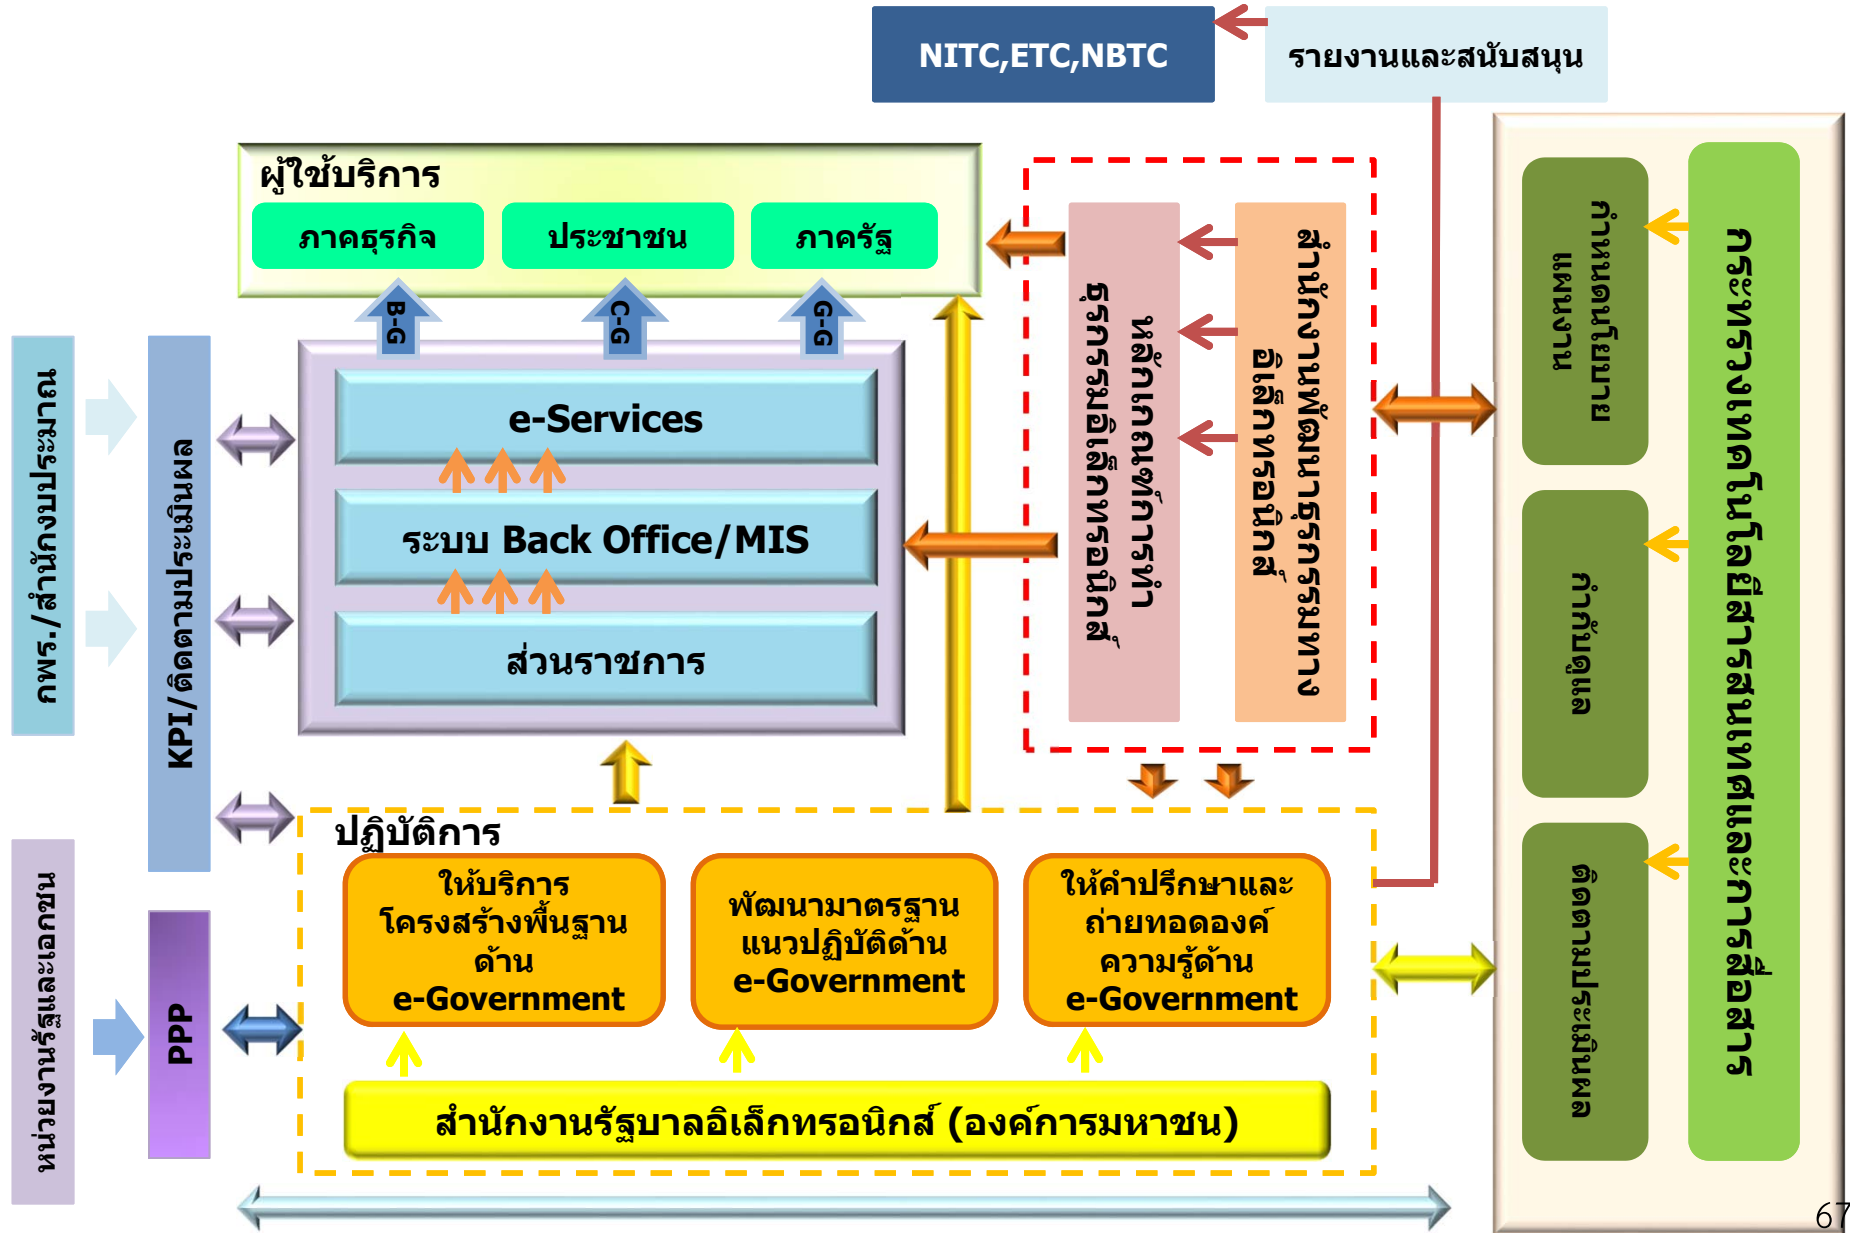 NITC,ETC,NBTC
รายงานและสนับสนุน
ผู้ใช้บริการ
ภาคธุรกิจ
ประชาชน
ภาครัฐ
B-G
C-G
G-G
e-Services
ระบบ Back Office/MIS
ส่วนราชการ
กพร./สำนักงบประมาณ
KPI/ติดตามประเมินผล
หน่วยงานรัฐและเอกชน
PPP
หลักเกณฑ์การทำ
ธุรกรรมอิเล็กทรอนิกส์
สำนักงานพัฒนาธุรกรรมทาง
อิเล็กทรอนิกส์
กำหนดนโยบาย
แผนงาน
กำกับดูแล
ติดตามประเมินผล
กระทรวงเทคโนโลยีสารสนเทศและการสื่อสาร
ปฏิบัติการ
ให้บริการ
โครงสร้างพื้นฐาน
ด้าน
e-Government
พัฒนามาตรฐาน
แนวปฏิบัติด้าน
e-Government
ให้คำปรึกษาและ
ถ่ายทอดองค์
ความรู้ด้าน
e-Government
สำนักงานรัฐบาลอิเล็กทรอนิกส์ (องค์การมหาชน)
67